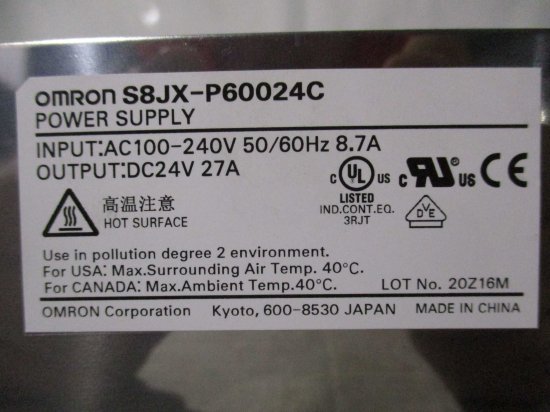 OMRON S8JX-P60024C
POWER SUPPLY
INPUT:AC100-240V 50/60Hz 8.7A
OUTPUT:DC24V 27A
高温注意
HOT SURFACE
C UL US
LISTED
IND.CONT.EQ.
3RJT
C RU US
CE
DVE
Use in pollution degree 2 environment.
For USA: Max.Surrounding Air Temp. 40°C.
For CANADA: Max.Ambient Temp.40°C.
LOT No. 20Z16M
OMRON Corporation Kyoto, 600-8530 JAPAN MADE IN CHINA